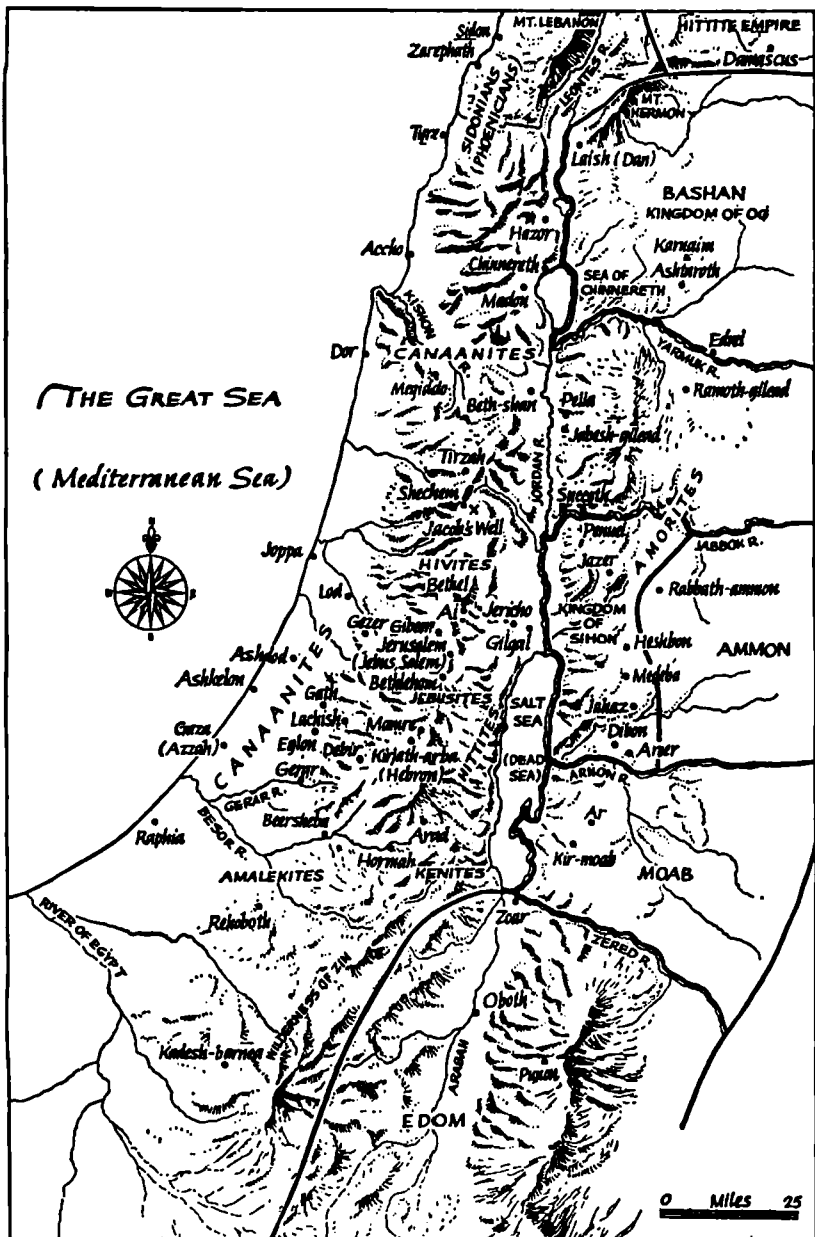 MT. LEBANON
HITTITE EMPIRE
Sidon
Zarephath
Damascus
LEONTES R.
SIDONIANS
(PHOENICIANS)
MT.
HERMON
Tyre
Laish (Dan)
BASHAN
KINGDOM OF OG
Hazor
Karnaim
Ashtaroth
Accho
Chinnereth
SEA OF
CHINNERETH
Madon
KISHON
R.
Dor
CANAANITES
YARMUK R.
Edrei
Megiddo
Beth-shan
Pella
Ramoth-gilead
THE GREAT SEA
(Mediterranean Sea)
Jabesh-gilead
Tirzah
JORDAN R.
Shechem
Succoth
Jacob's Well
Penuel
AMORITES
JABBOK R.
Joppa
HIVITES
Jazer
Bethel
Rabbath-ammon
Lod
Ai
Jericho
KINGDOM
OF
SIHON
Gezer
Gibeon
Jerusalem
(Jebus, Salem)
Gilgal
Heshbon
AMMON
Ashdod
Bethlehem
Medeba
Ashkelon
JEBUSITES
CANAANITES
Gath
SALT
SEA
(DEAD
SEA)
Jahaz
Lachish
Mamre
Gaza
(Azzah)
Eglon
Debir
Kirjath-arba
(Hebron)
HITTITES
Dibon
Aroer
Gerar
ARNON R.
GERAR R.
BESOR R.
Ar
Raphia
Beersheba
Arad
Hormah
Kir-moab
AMALEKITES
KENITES
MOAB
Rehoboth
Zoar
RIVER OF EGYPT
ZERED R.
WILDERNESS OF ZIN
Oboth
Kadesh-barnea
ARABAH
Punon
EDOM
0 Miles 25